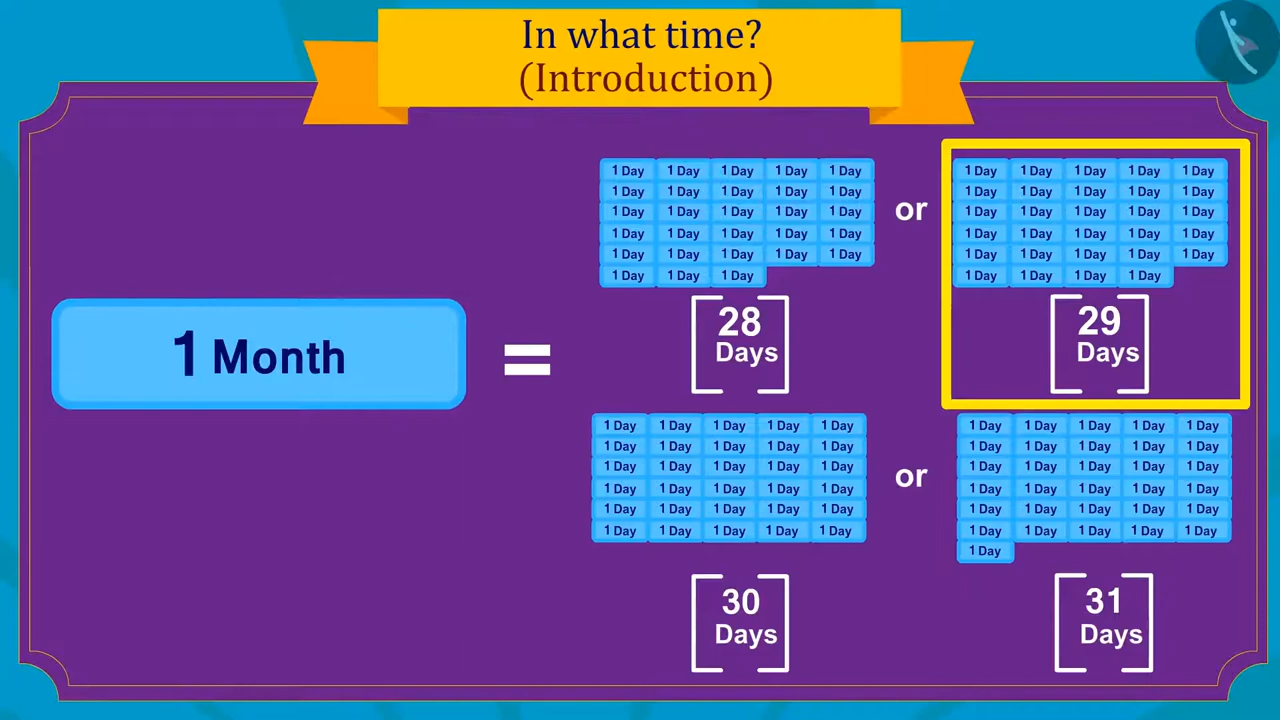 In what time?
(Introduction)
1 Month
=
1 Day 1 Day 1 Day 1 Day 1 Day
1 Day 1 Day 1 Day 1 Day 1 Day
1 Day 1 Day 1 Day 1 Day 1 Day
1 Day 1 Day 1 Day 1 Day 1 Day
1 Day 1 Day 1 Day 1 Day 1 Day
1 Day 1 Day 1 Day
[28
Days]
or
1 Day 1 Day 1 Day 1 Day 1 Day
1 Day 1 Day 1 Day 1 Day 1 Day
1 Day 1 Day 1 Day 1 Day 1 Day
1 Day 1 Day 1 Day 1 Day 1 Day
1 Day 1 Day 1 Day 1 Day 1 Day
1 Day 1 Day 1 Day 1 Day
[29
Days]
1 Day 1 Day 1 Day 1 Day 1 Day
1 Day 1 Day 1 Day 1 Day 1 Day
1 Day 1 Day 1 Day 1 Day 1 Day
1 Day 1 Day 1 Day 1 Day 1 Day
1 Day 1 Day 1 Day 1 Day 1 Day
1 Day 1 Day 1 Day 1 Day 1 Day
[30
Days]
or
1 Day 1 Day 1 Day 1 Day 1 Day
1 Day 1 Day 1 Day 1 Day 1 Day
1 Day 1 Day 1 Day 1 Day 1 Day
1 Day 1 Day 1 Day 1 Day 1 Day
1 Day 1 Day 1 Day 1 Day 1 Day
1 Day 1 Day 1 Day 1 Day 1 Day
1 Day
[31
Days]